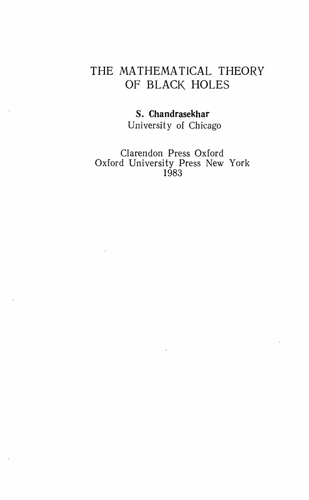 THE MATHEMATICAL THEORY
OF BLACK HOLES
S. Chandrasekhar
University of Chicago
Clarendon Press Oxford
Oxford University Press New York
1983